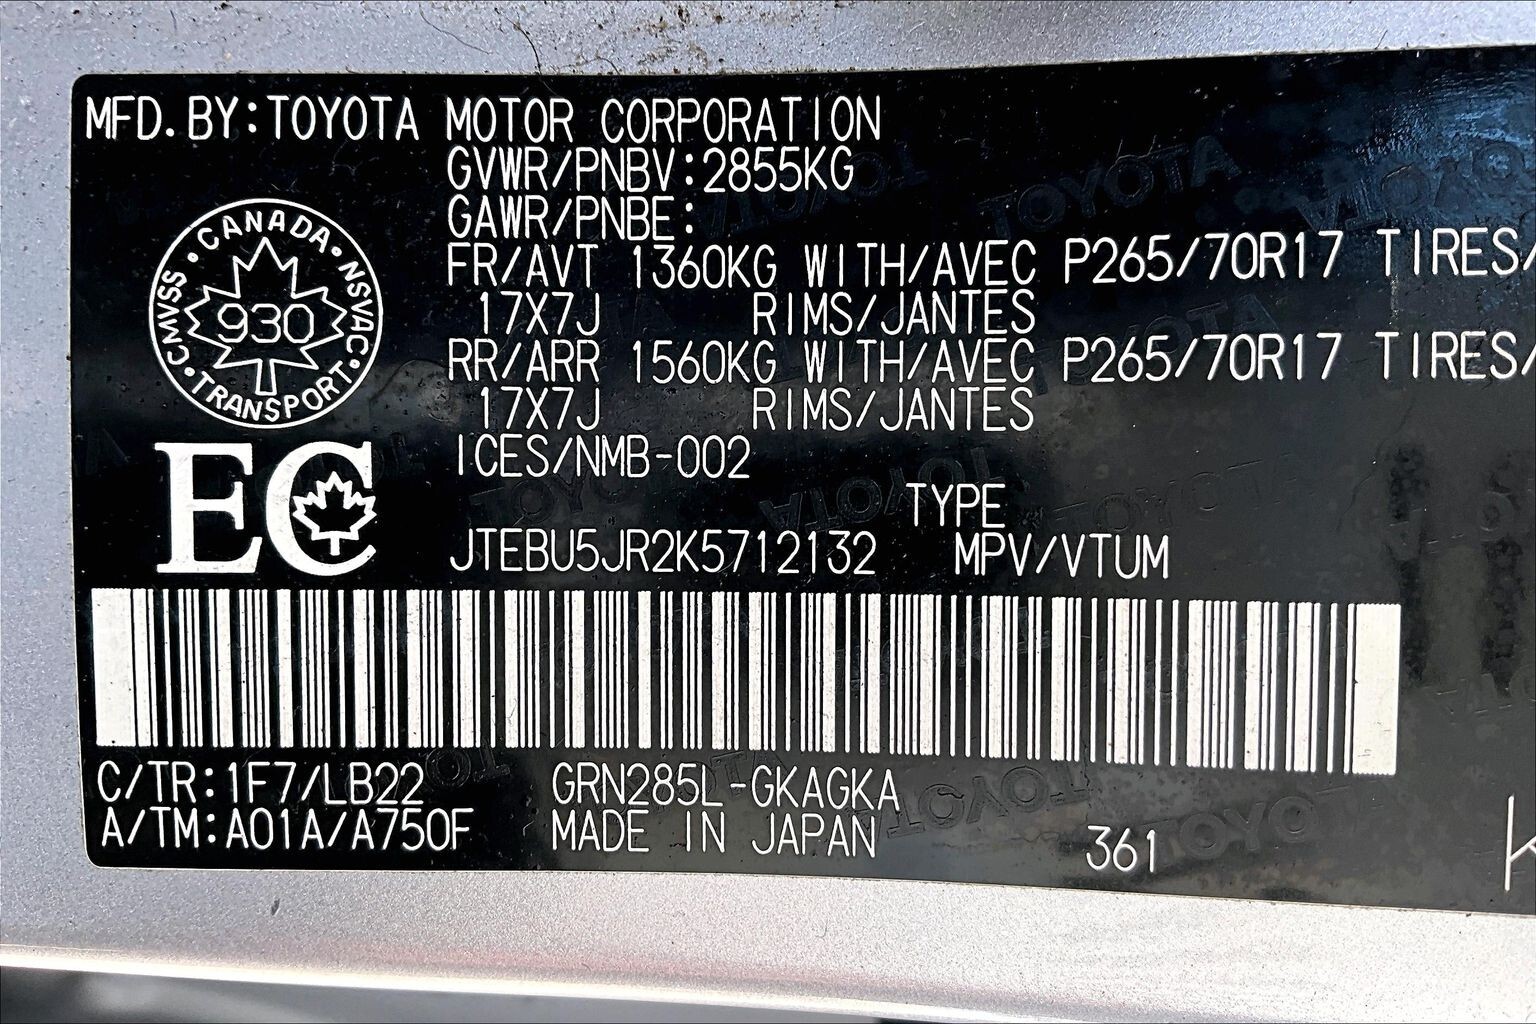 MFD. BY:TOYOTA MOTOR CORPORATION
GVWR/PNBV:2855KG
GAWR/PNBE:
FR/AVT 1360KG WITH/AVEC P265/70R17 TIRES/
17X7J RIMS/JANTES
RR/ARR 1560KG WITH/AVEC P265/70R17 TIRES/
17X7J RIMS/JANTES
ICES/NMB-002
CANADA · NSVAC · TRANSPORT · CMVSS ·
930
EC
TYPE
JTEBU5JR2K5712132 MPV/VTUM
C/TR:1F7/LB22 GRN285L-GKAGKA
A/TM:A01A/A750F MADE IN JAPAN 361